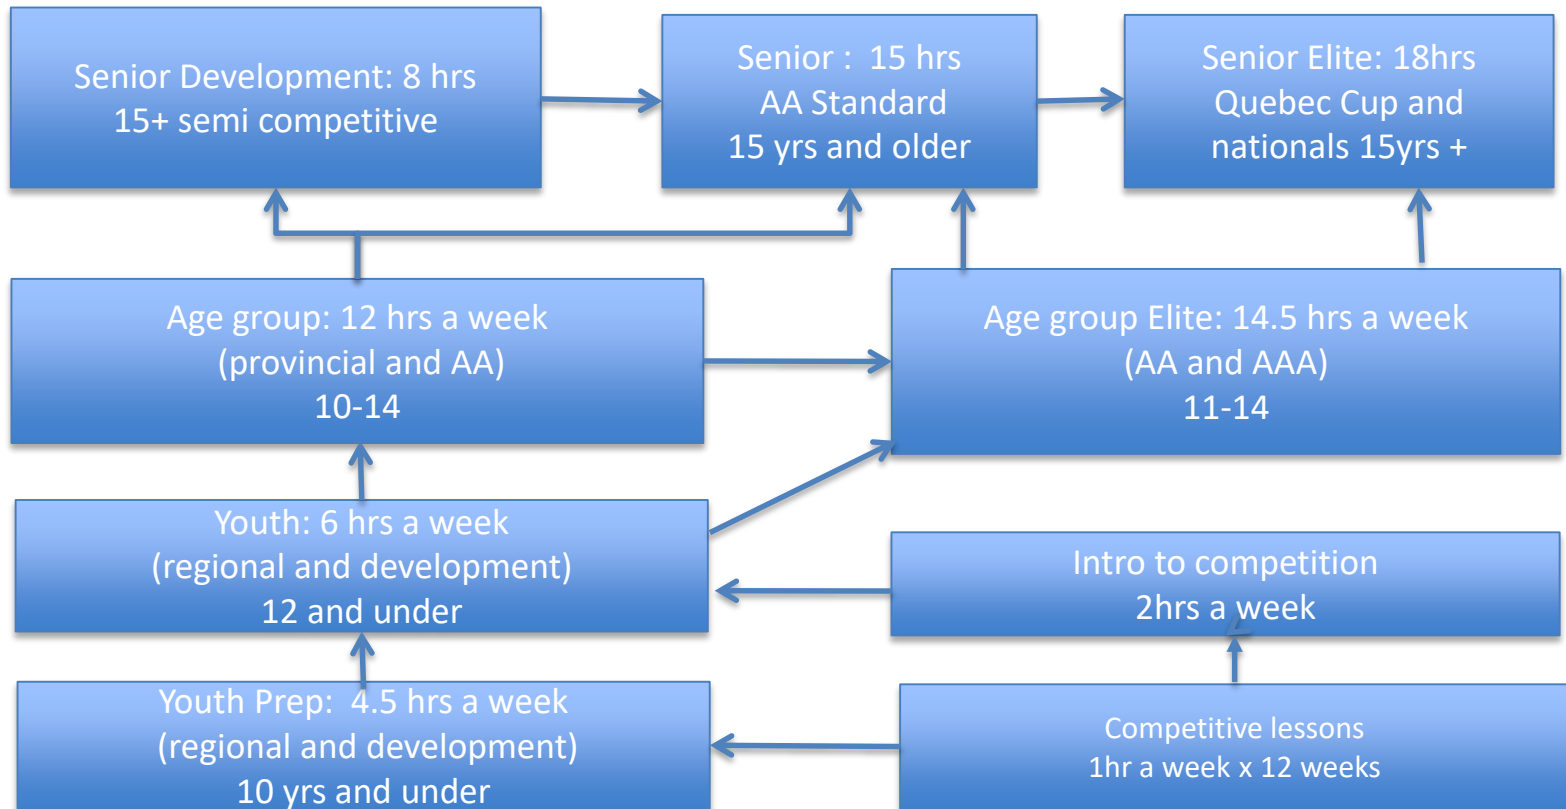 Senior Development: 8 hrs
15+ semi competitive
Senior :  15 hrs
AA Standard
15 yrs and older
Senior Elite: 18hrs
Quebec Cup and
nationals 15yrs +
Age group: 12 hrs a week
(provincial and AA)
10-14
Age group Elite: 14.5 hrs a week
(AA and AAA)
11-14
Youth: 6 hrs a week
(regional and development)
12 and under
Intro to competition
2hrs a week
Youth Prep:  4.5 hrs a week
(regional and development)
10 yrs and under
Competitive lessons
1hr a week x 12 weeks